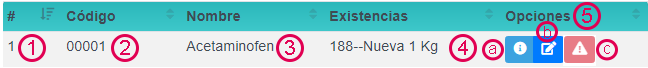 # Código Nombre Existencias Opciones 5
h
1 1 00001 2 Acetaminofen 3 188--Nueva 1 Kg 4 a c